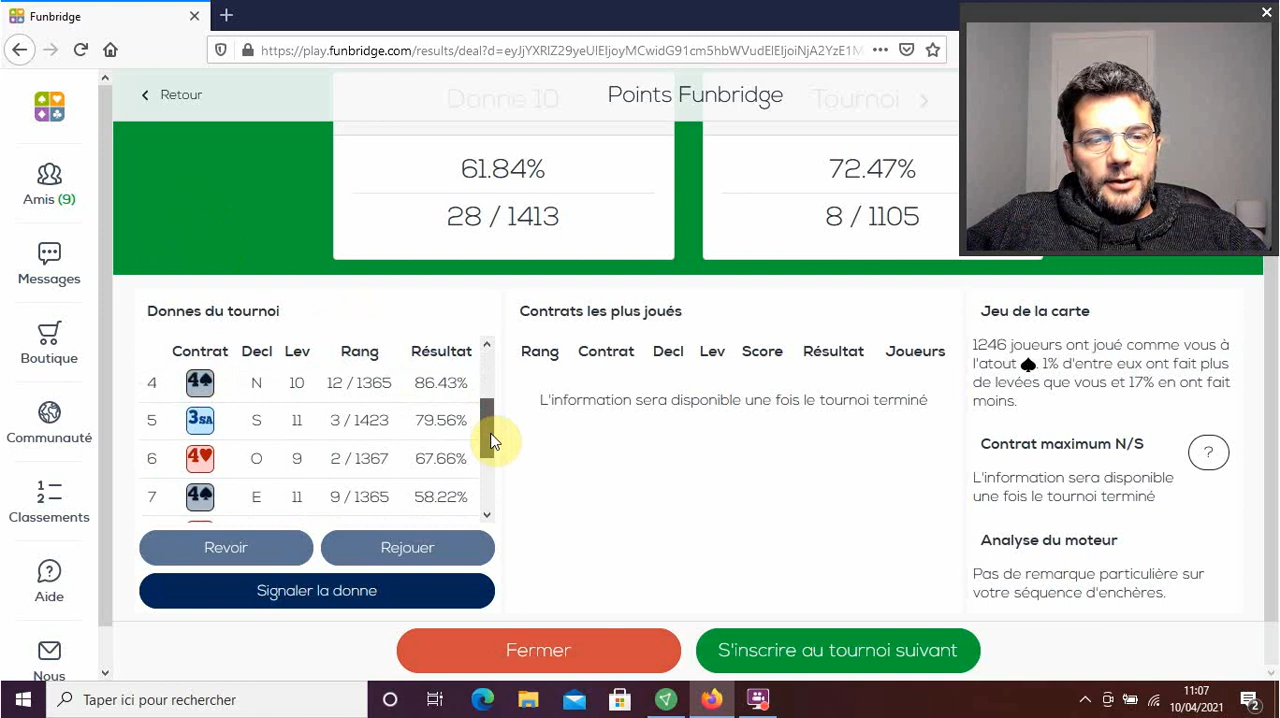 Funbridge
https://play.funbridge.com/results/deal?d=
Retour
Donne 10
Points Funbridge
Tournoi
61.84%
28 / 1413
72.47%
8 / 1105
Amis (9)
Messages
Boutique
Communauté
Classements
Aide
Nous
Donnes du tournoi
Contrat Decl Lev Rang Résultat
4 4♠ N 10 12 / 1365 86.43%
5 3SA S 11 3 / 1423 79.56%
6 4♥ O 9 2 / 1367 67.66%
7 4♠ E 11 9 / 1365 58.22%
Revoir
Rejouer
Signaler la donne
Contrats les plus joués
Rang Contrat Decl Lev Score Résultat Joueurs
L'information sera disponible une fois le tournoi terminé
Jeu de la carte
1246 joueurs ont joué comme vous à
l'atout ♠. 1% d'entre eux ont fait plus
de levées que vous et 17% en ont fait
moins.
Contrat maximum N/S
?
L'information sera disponible
une fois le tournoi terminé
Analyse du moteur
Pas de remarque particulière sur
votre séquence d'enchères.
Fermer
S'inscrire au tournoi suivant
Taper ici pour rechercher
11:07
10/04/2021
2